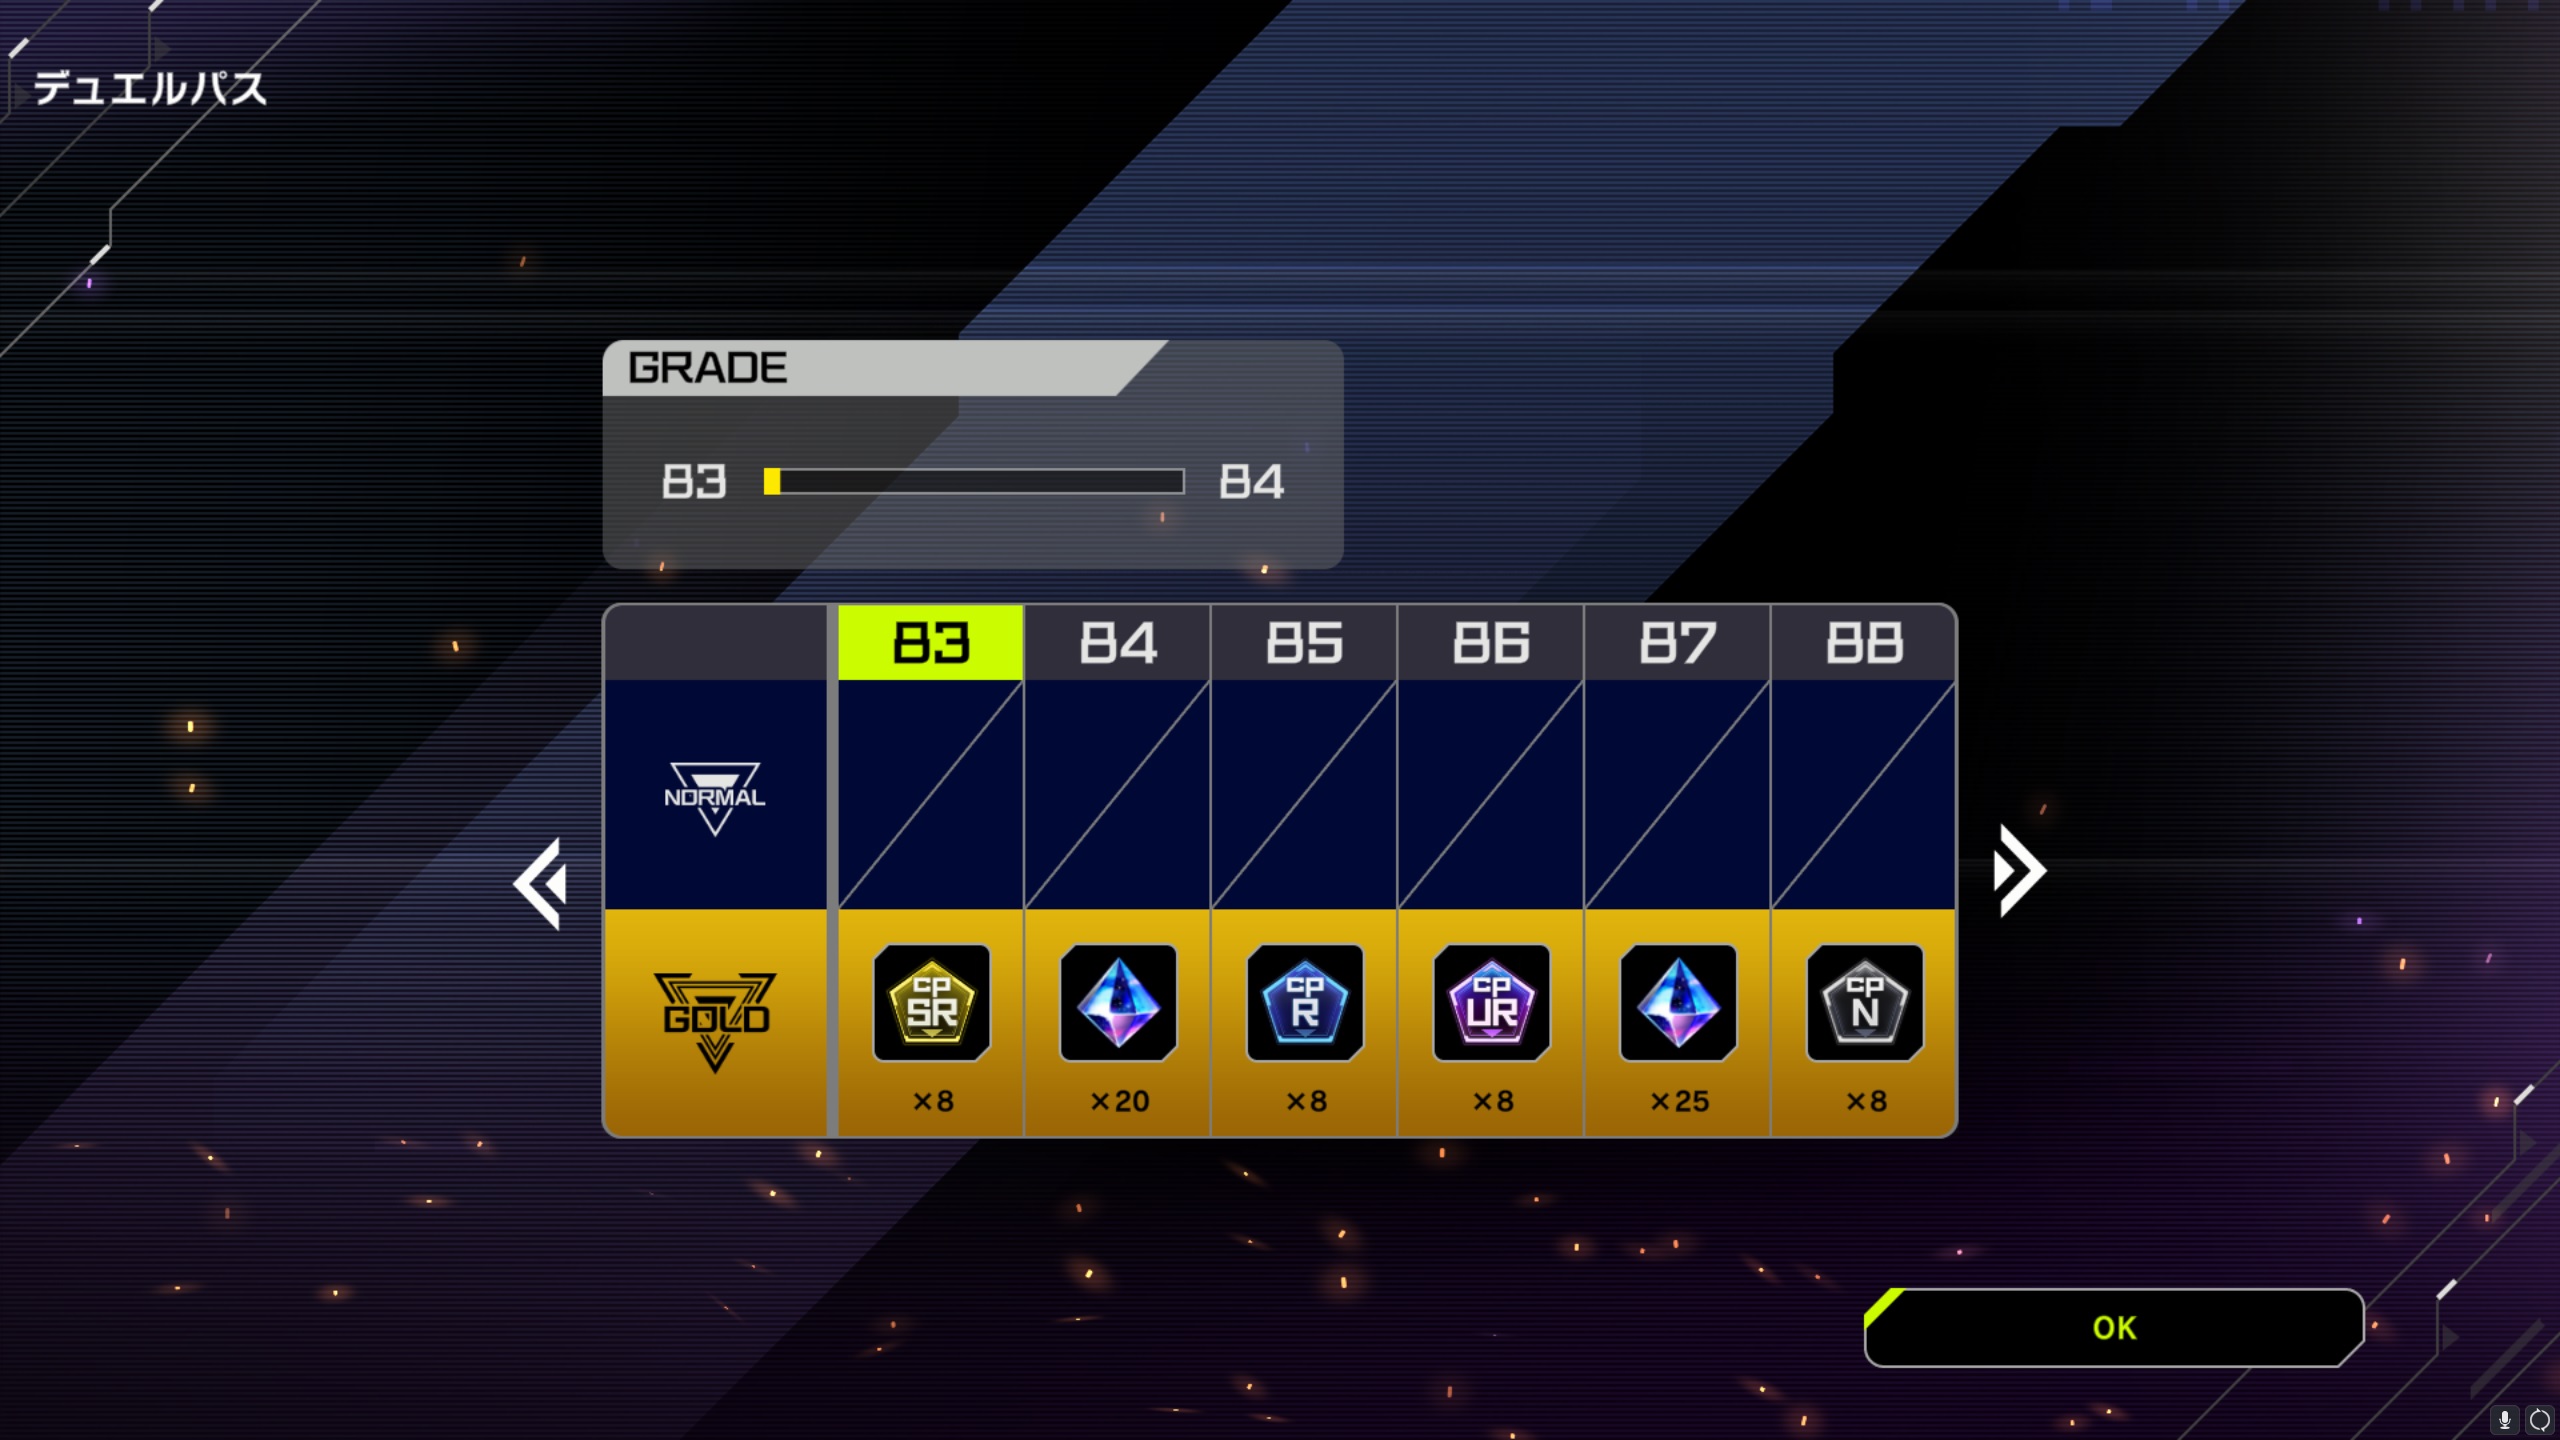 デュエルパス
GRADE
83 84
83 84 85 86 87 88
NORMAL
GOLD
CP SR CP R CP UR CP N
×8 ×20 ×8 ×8 ×25 ×8
OK